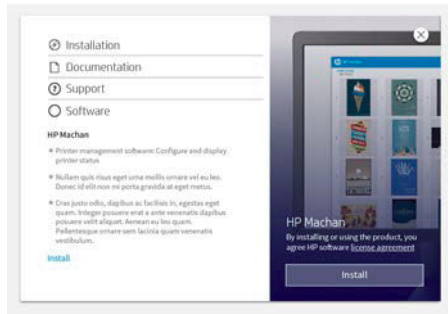 Installation
Documentation
Support
Software
HP Machan
Printer management software: Configure and display
printer status
Nullam quis risus eget urna mollis ornare vel eu leo.
Donec id elit non mi porta gravida at eget metus.
Cras justo odio, dapibus ac facilisis in, egestas eget
quam. Integer posuere erat a ante venenatis dapibus
posuere velit aliquet. Aenean eu leo quam.
Pellentesque ornare sem lacinia quam venenatis
vestibulum.
Install
HP Machan
By installing or using the product, you
agree HP software license agreement
Install